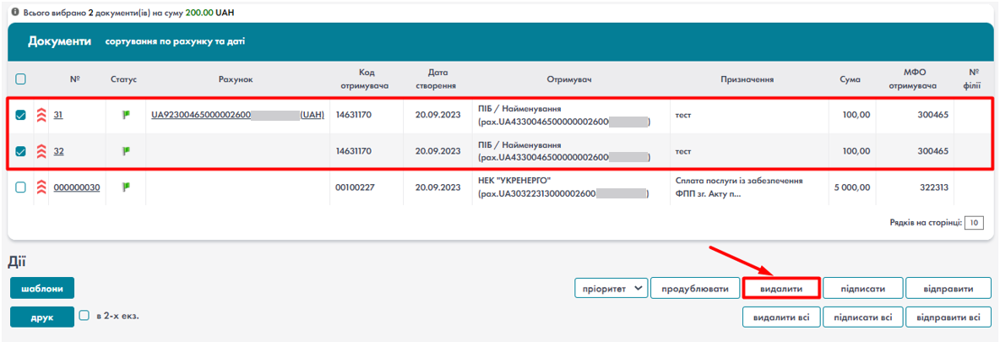 Всього вибрано 2 документи(ів) на суму 200.00 UAH
Документи сортування по рахунку та даті
№ Статус Рахунок Код отримувача Дата створення Отримувач Призначення Сума МФО отримувача № філії
31 UA92300465000002600 (UAH) 14631170 20.09.2023 ПІБ / Найменування (рах.UA4330046500000002600 ) тест 100,00 300465
32 14631170 20.09.2023 ПІБ / Найменування (рах.UA4330046500000002600 ) тест 100,00 300465
000000030 00100227 20.09.2023 НЕК "УКРЕНЕРГО" (рах.UA30322313000002600 ) Сплата послуги із забезпечення ФПП зг. Акту п... 5 000,00 322313
Рядків на сторінці: 10
Дії
шаблони пріоритет продублювати видалити підписати відправити
друк в 2-х екз. видалити всі підписати всі відправити всі